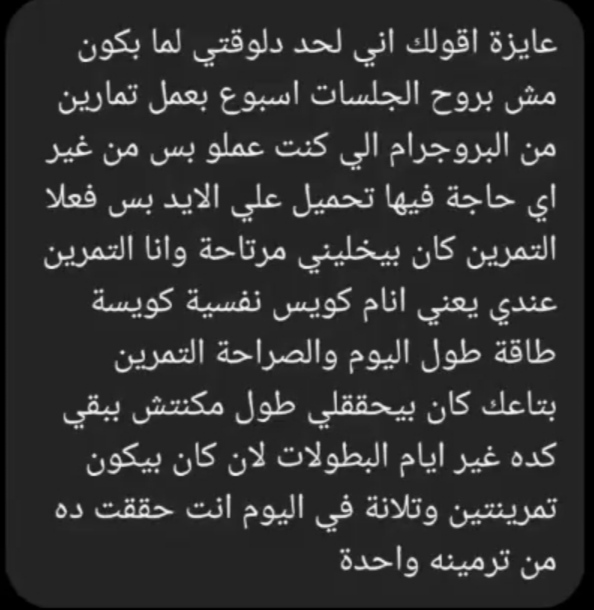 عايزة اقولك اني لحد دلوقتي لما بكون
مش بروح الجلسات اسبوع بعمل تمارين
من البروجرام الي كنت عملو بس من غير
اي حاجة فيها تحميل علي الايد بس فعلا
التمرين كان بيخليني مرتاحة وانا التمرين
عندي يعني انام كويس نفسية كويسة
طاقة طول اليوم والصراحة التمرين
بتاعك كان بيحققلي طول مكنتش ببقي
كده غير ايام البطولات لان كان بيكون
تمرينتين وتلانة في اليوم انت حققت ده
من ترمينه واحدة